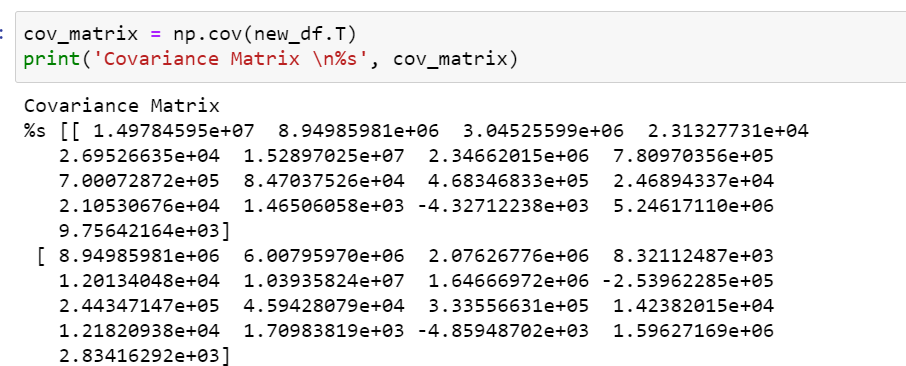 :
cov_matrix = np.cov(new_df.T)
print('Covariance Matrix \n%s', cov_matrix)
Covariance Matrix
%s [[ 1.49784595e+07  8.94985981e+06  3.04525599e+06  2.31327731e+04
   2.69526635e+04  1.52897025e+07  2.34662015e+06  7.80970356e+05
   7.00072872e+05  8.47037526e+04  4.68346833e+05  2.46894337e+04
   2.10530676e+04  1.46506058e+03 -4.32712238e+03  5.24617110e+06
   9.75642164e+03]
 [ 8.94985981e+06  6.00795970e+06  2.07626776e+06  8.32112487e+03
   1.20134048e+04  1.03935824e+07  1.64666972e+06 -2.53962285e+05
   2.44347147e+05  4.59428079e+04  3.33556631e+05  1.42382015e+04
   1.21820938e+04  1.70983819e+03 -4.85948702e+03  1.59627169e+06
   2.83416292e+03]